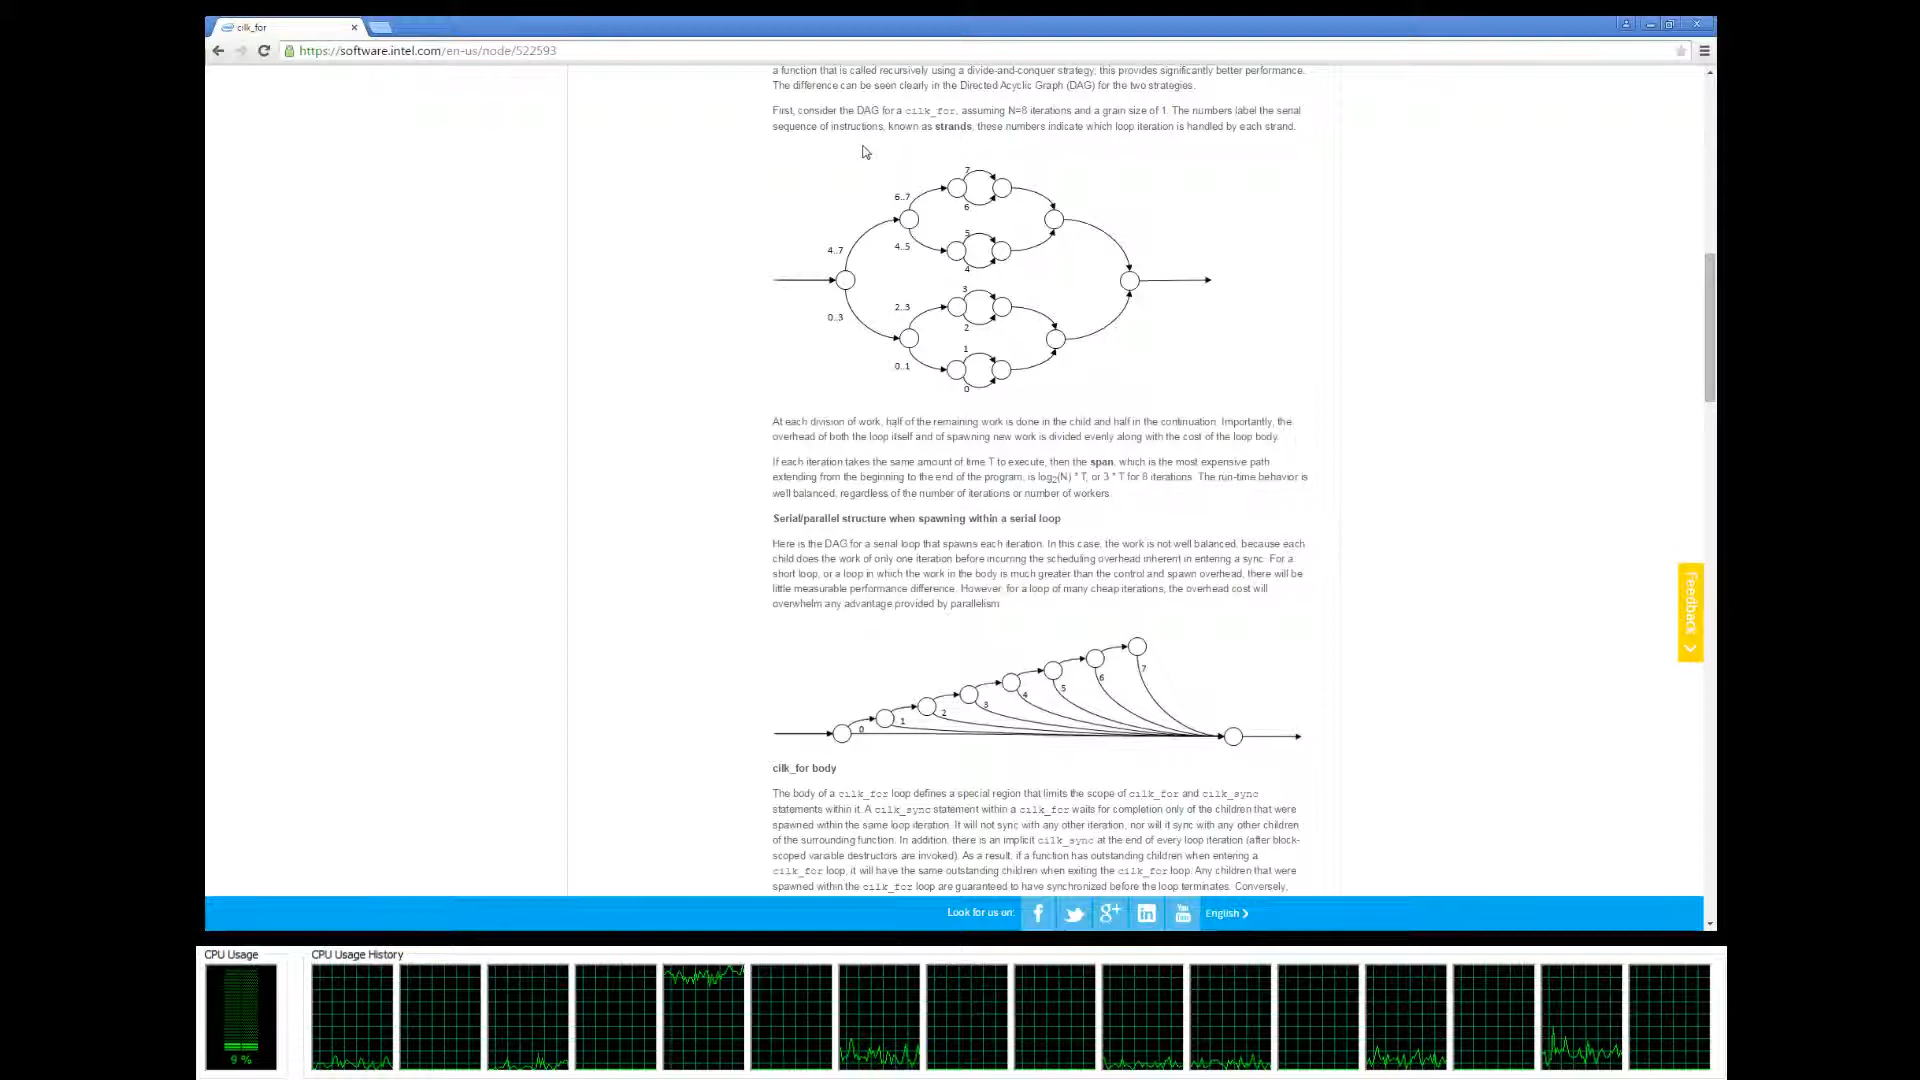 cilk_for
https://software.intel.com/en-us/node/522593
a function that is called recursively using a divide-and-conquer strategy; this provides significantly better performance.
The difference can be seen clearly in the Directed Acyclic Graph (DAG) for the two strategies.
First, consider the DAG for a cilk_for, assuming N=8 iterations and a grain size of 1. The numbers label the serial
sequence of instructions, known as strands, these numbers indicate which loop iteration is handled by each strand.
7
6..7
6
5
4..5
4..7
4
3
2..3
0..3
2
1
0..1
0
At each division of work, half of the remaining work is done in the child and half in the continuation. Importantly, the
overhead of both the loop itself and of spawning new work is divided evenly along with the cost of the loop body.
If each iteration takes the same amount of time T to execute, then the span, which is the most expensive path
extending from the beginning to the end of the program, is log2(N) * T, or 3 * T for 8 iterations. The run-time behavior is
well balanced, regardless of the number of iterations or number of workers.
Serial/parallel structure when spawning within a serial loop
Here is the DAG for a serial loop that spawns each iteration. In this case, the work is not well balanced, because each
child does the work of only one iteration before incurring the scheduling overhead inherent in entering a sync. For a
short loop, or a loop in which the work in the body is much greater than the control and spawn overhead, there will be
little measurable performance difference. However, for a loop of many cheap iterations, the overhead cost will
overwhelm any advantage provided by parallelism.
7
6
5
4
3
2
1
0
cilk_for body
The body of a cilk_for loop defines a special region that limits the scope of cilk_for and cilk_sync
statements within it. A cilk_sync statement within a cilk_for waits for completion only of the children that were
spawned within the same loop iteration. It will not sync with any other iteration, nor will it sync with any other children
of the surrounding function. In addition, there is an implicit cilk_sync at the end of every loop iteration (after block-
scoped variable destructors are invoked). As a result, if a function has outstanding children when entering a
cilk_for loop, it will have the same outstanding children when exiting the cilk_for loop. Any children that were
spawned within the cilk_for loop are guaranteed to have synchronized before the loop terminates. Conversely,
Feedback
Look for us on:
f
g+
in
You
English
CPU Usage
CPU Usage History
9 %